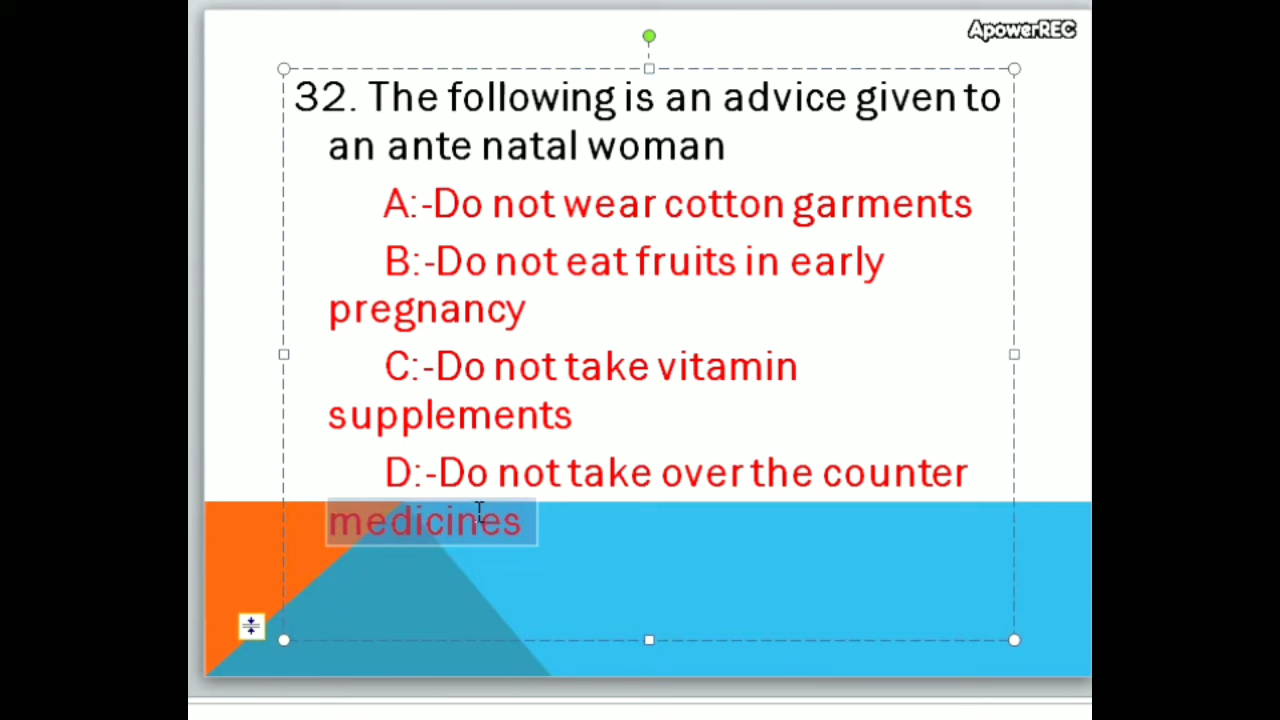 ApowerREC
32. The following is an advice given to
an ante natal woman
A:-Do not wear cotton garments
B:-Do not eat fruits in early
pregnancy
C:-Do not take vitamin
supplements
D:-Do not take over the counter
medicines